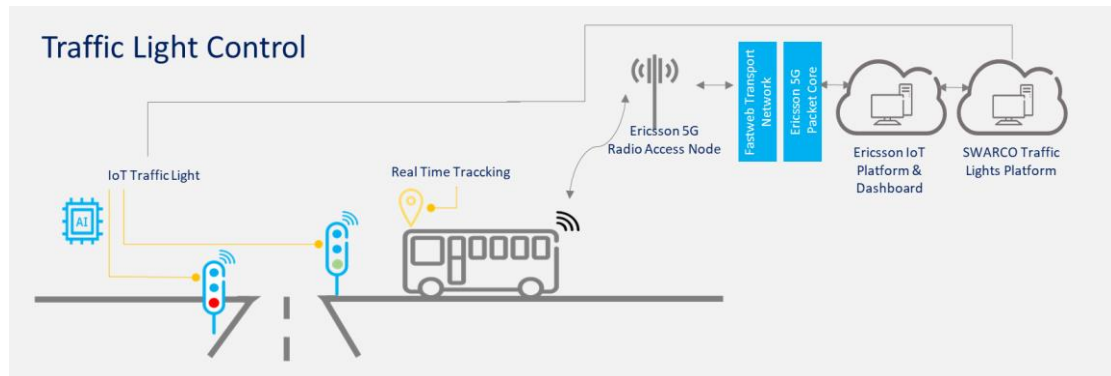 Traffic Light Control
Ericsson 5G
Radio Access Node
Fastweb Transport
Network
Ericsson 5G
Packet Core
Ericsson IoT
Platform &
Dashboard
SWARCO Traffic
Lights Platform
IoT Traffic Light
Real Time Traccking
AI